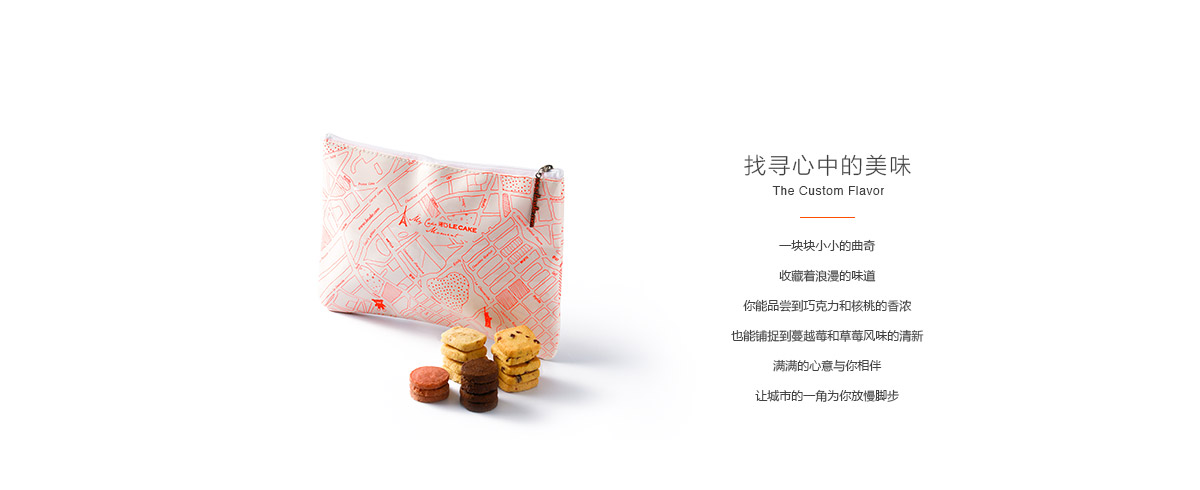 My Cake
LE CAKE
Moment
找寻心中的美味
The Custom Flavor
一块块小小的曲奇
收藏着浪漫的味道
你能品尝到巧克力和核桃的香浓
也能铺捉到蔓越莓和草莓风味的清新
满满的心意与你相伴
让城市的一角为你放慢脚步